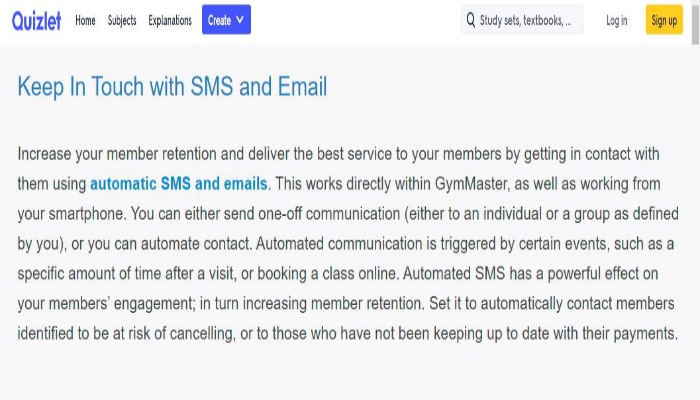 Quizlet Home Subjects Explanations Create Study sets, textbooks, ... Log in Sign up
Keep In Touch with SMS and Email
Increase your member retention and deliver the best service to your members by getting in contact with
them using automatic SMS and emails. This works directly within GymMaster, as well as working from
your smartphone. You can either send one-off communication (either to an individual or a group as defined
by you), or you can automate contact. Automated communication is triggered by certain events, such as a
specific amount of time after a visit, or booking a class online. Automated SMS has a powerful effect on
your members' engagement; in turn increasing member retention. Set it to automatically contact members
identified to be at risk of cancelling, or to those who have not been keeping up to date with their payments.